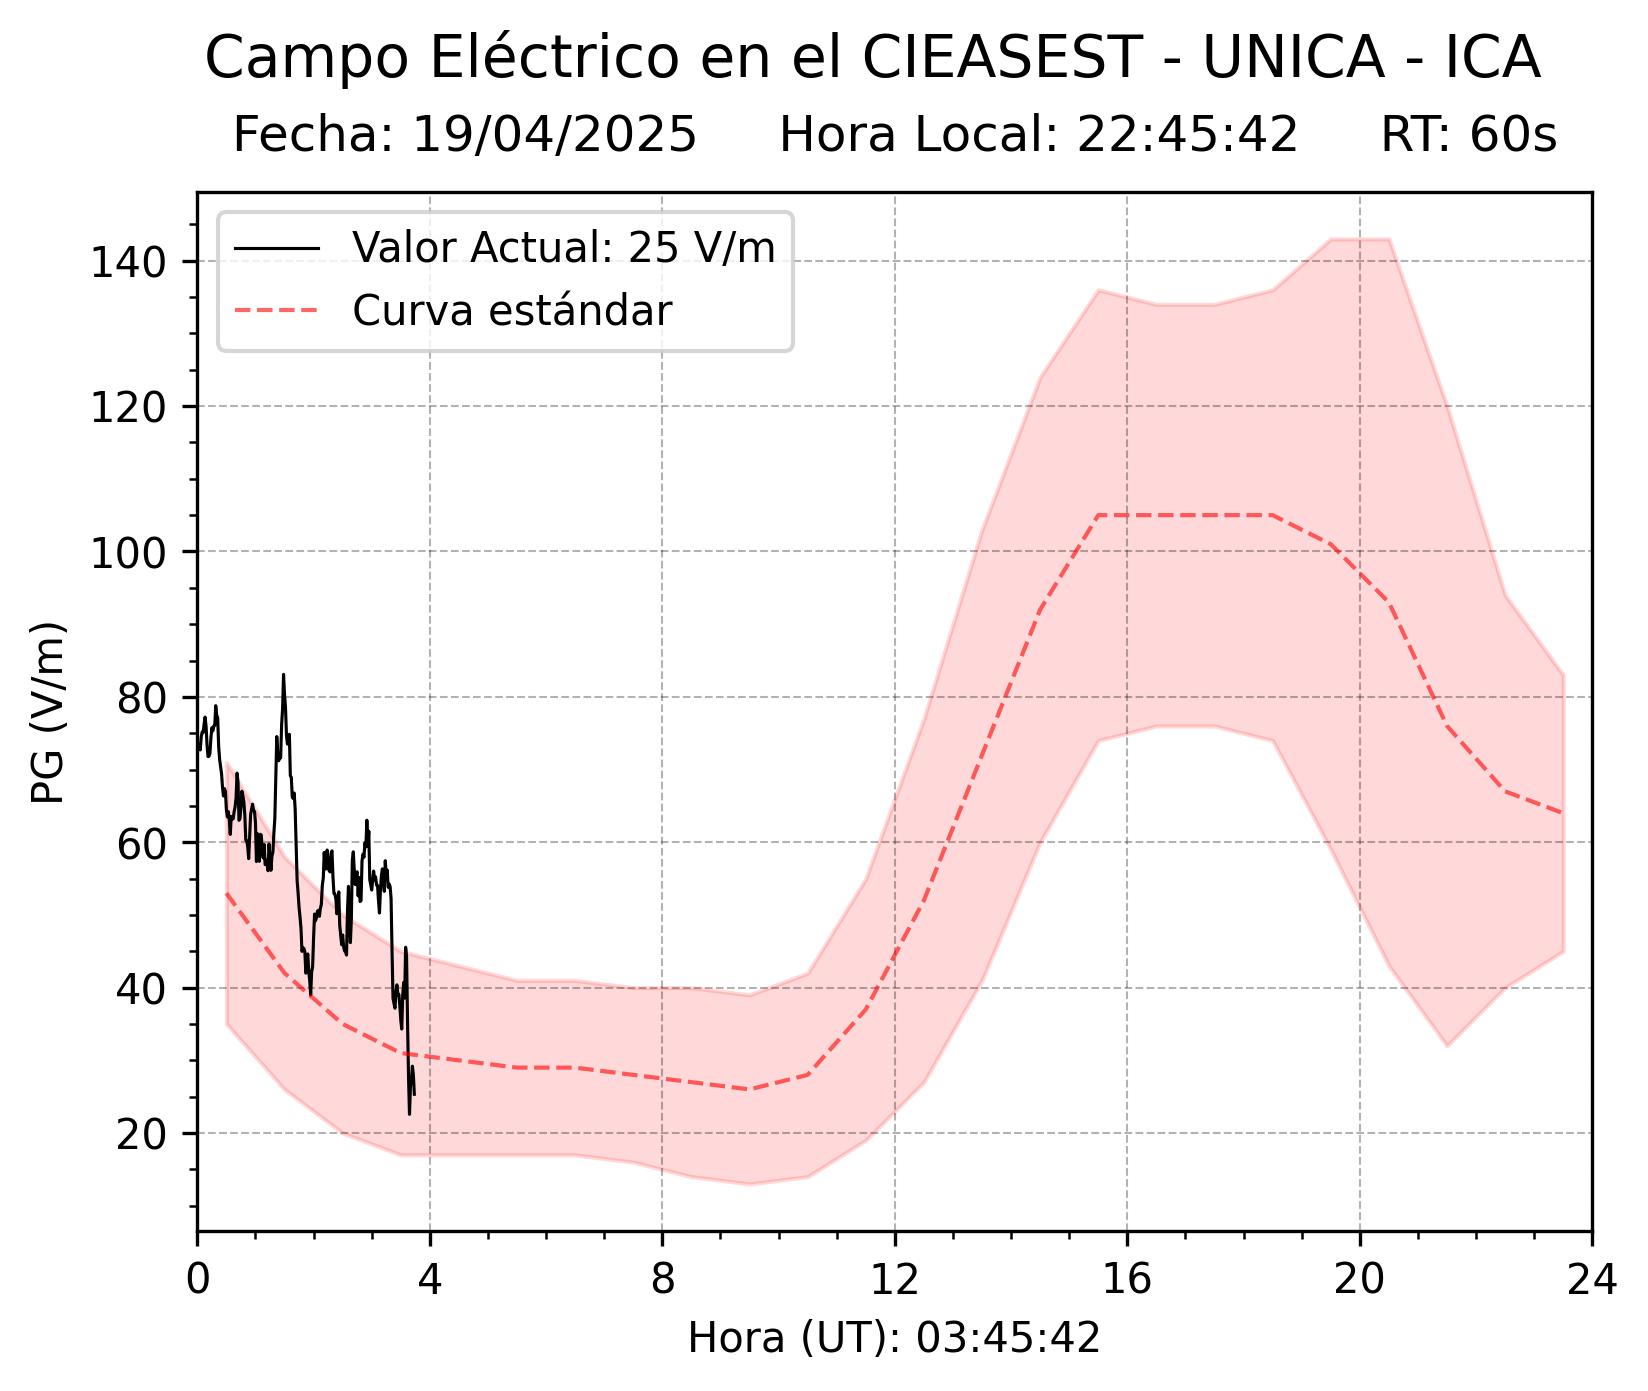 Campo Eléctrico en el CIEASEST - UNICA - ICA
Fecha: 19/04/2025 Hora Local: 22:45:42 RT: 60s
Valor Actual: 25 V/m
Curva estándar
140
120
100
80
60
40
20
PG (V/m)
0 4 8 12 16 20 24
Hora (UT): 03:45:42